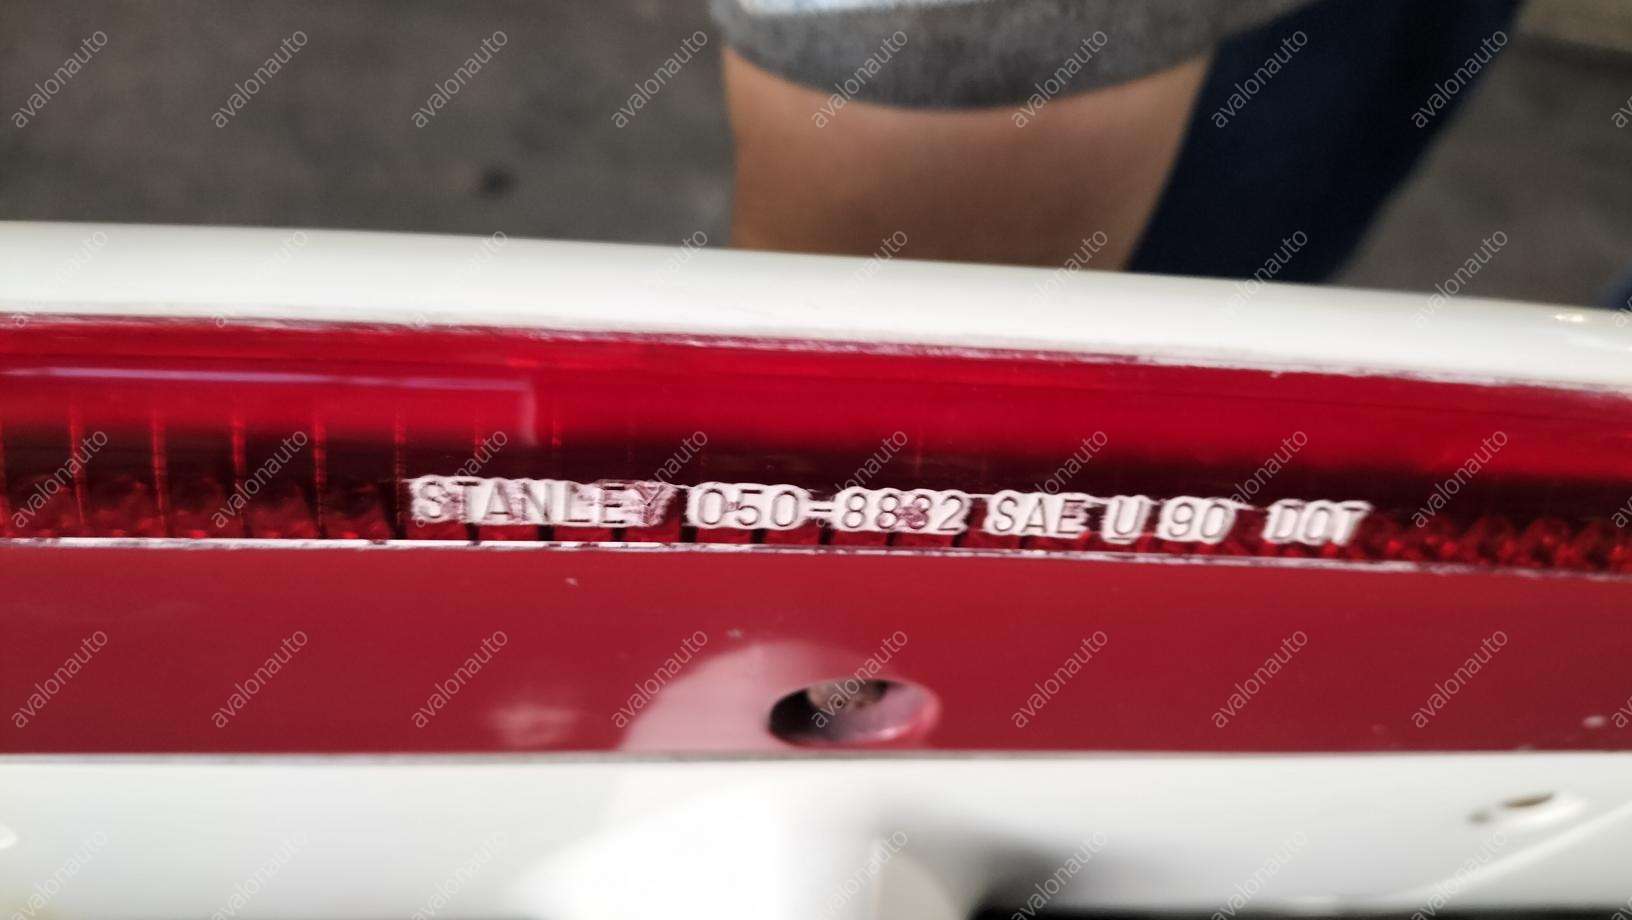 STANLEY 050-8832 SAE U 90 DOT